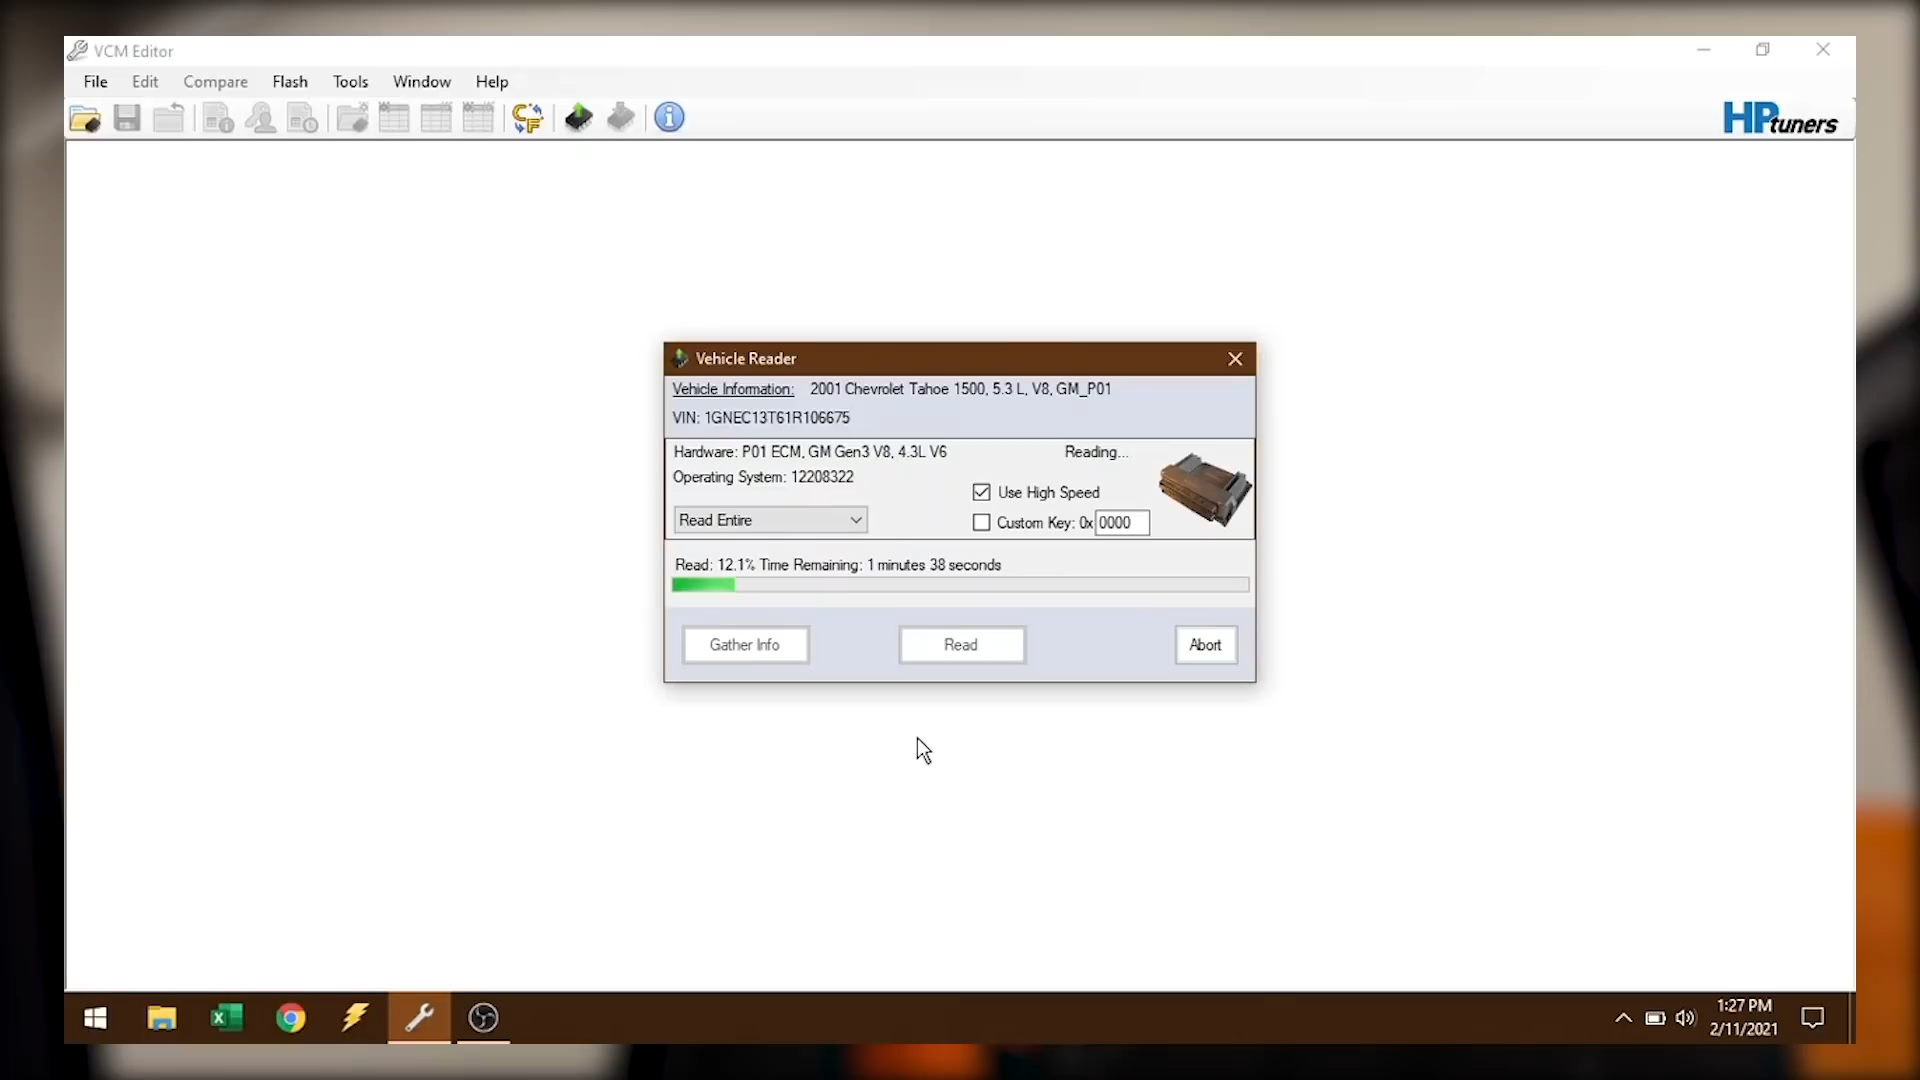 VCM Editor
File Edit Compare Flash Tools Window Help
HPtuners
Vehicle Reader
Vehicle Information: 2001 Chevrolet Tahoe 1500, 5.3 L, V8, GM_P01
VIN: 1GNEC13T61R106675
Hardware: P01 ECM, GM Gen3 V8, 4.3L V6 Reading...
Operating System: 12208322
Use High Speed
Read Entire Custom Key: 0x 0000
Read: 12.1% Time Remaining: 1 minutes 38 seconds
Gather Info Read Abort
1:27 PM
2/11/2021